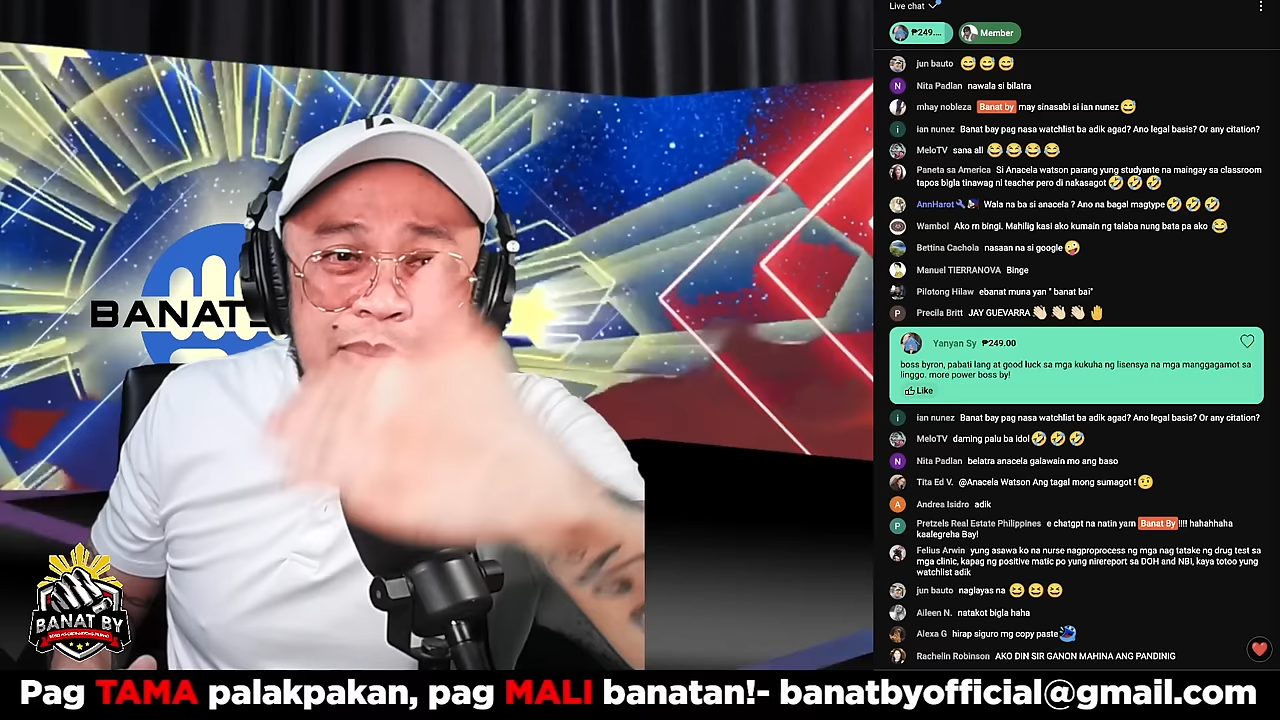 BANAT
BANAT BY
Live chat
₱249....
Member
jun bauto
Nita Padlan nawala si bilatra
mhay nobleza Banat by may sinasabi si ian nunez
ian nunez Banat bay pag nasa watchlist ba adik agad? Ano legal basis? Or any citation?
MeloTV sana all
Paneta sa America Si Anacela watson parang yung studyante na maingay sa classroom
tapos bigla tinawag ni teacher pero di nakasagot
AnnHarot Wala na ba si anacela ? Ano na bagal magtype
Wambol Ako rn bingi. Mahilig kasi ako kumain ng talaba nung bata pa ako
Bettina Cachola nasaan na si google
Manuel TIERRANOVA Binge
Pilotong Hilaw ebanat muna yan " banat bai"
Precila Britt JAY GUEVARRA
Yanyan Sy ₱249.00
boss byron, pabati lang at good luck sa mga kukuha ng lisensya na mga manggagamot sa
linggo. more power boss by!
Like
ian nunez Banat bay pag nasa watchlist ba adik agad? Ano legal basis? Or any citation?
MeloTV daming palu ba idol
Nita Padlan belatra anacela galawain mo ang baso
Tita Ed V. @Anacela Watson Ang tagal mong sumagot !
Andrea Isidro adik
Pretzels Real Estate Philippines e chatgpt na natin yarn Banat By !!!! hahahhaha
kaalegreha Bay!
Felius Arwin yung asawa ko na nurse nagproprocess ng mga nag tatake ng drug test sa
mga clinic, kapag ng positive matic po yung nirereport sa DOH and NBI, kaya totoo yung
watchlist adik
jun bauto naglayas na
Aileen N. natakot bigla haha
Alexa G hirap siguro mg copy paste
Rachelin Robinson AKO DIN SIR GANON MAHINA ANG PANDINIG
Pag TAMA palakpakan, pag MALI banatan!- banatbyofficial@gmail.com